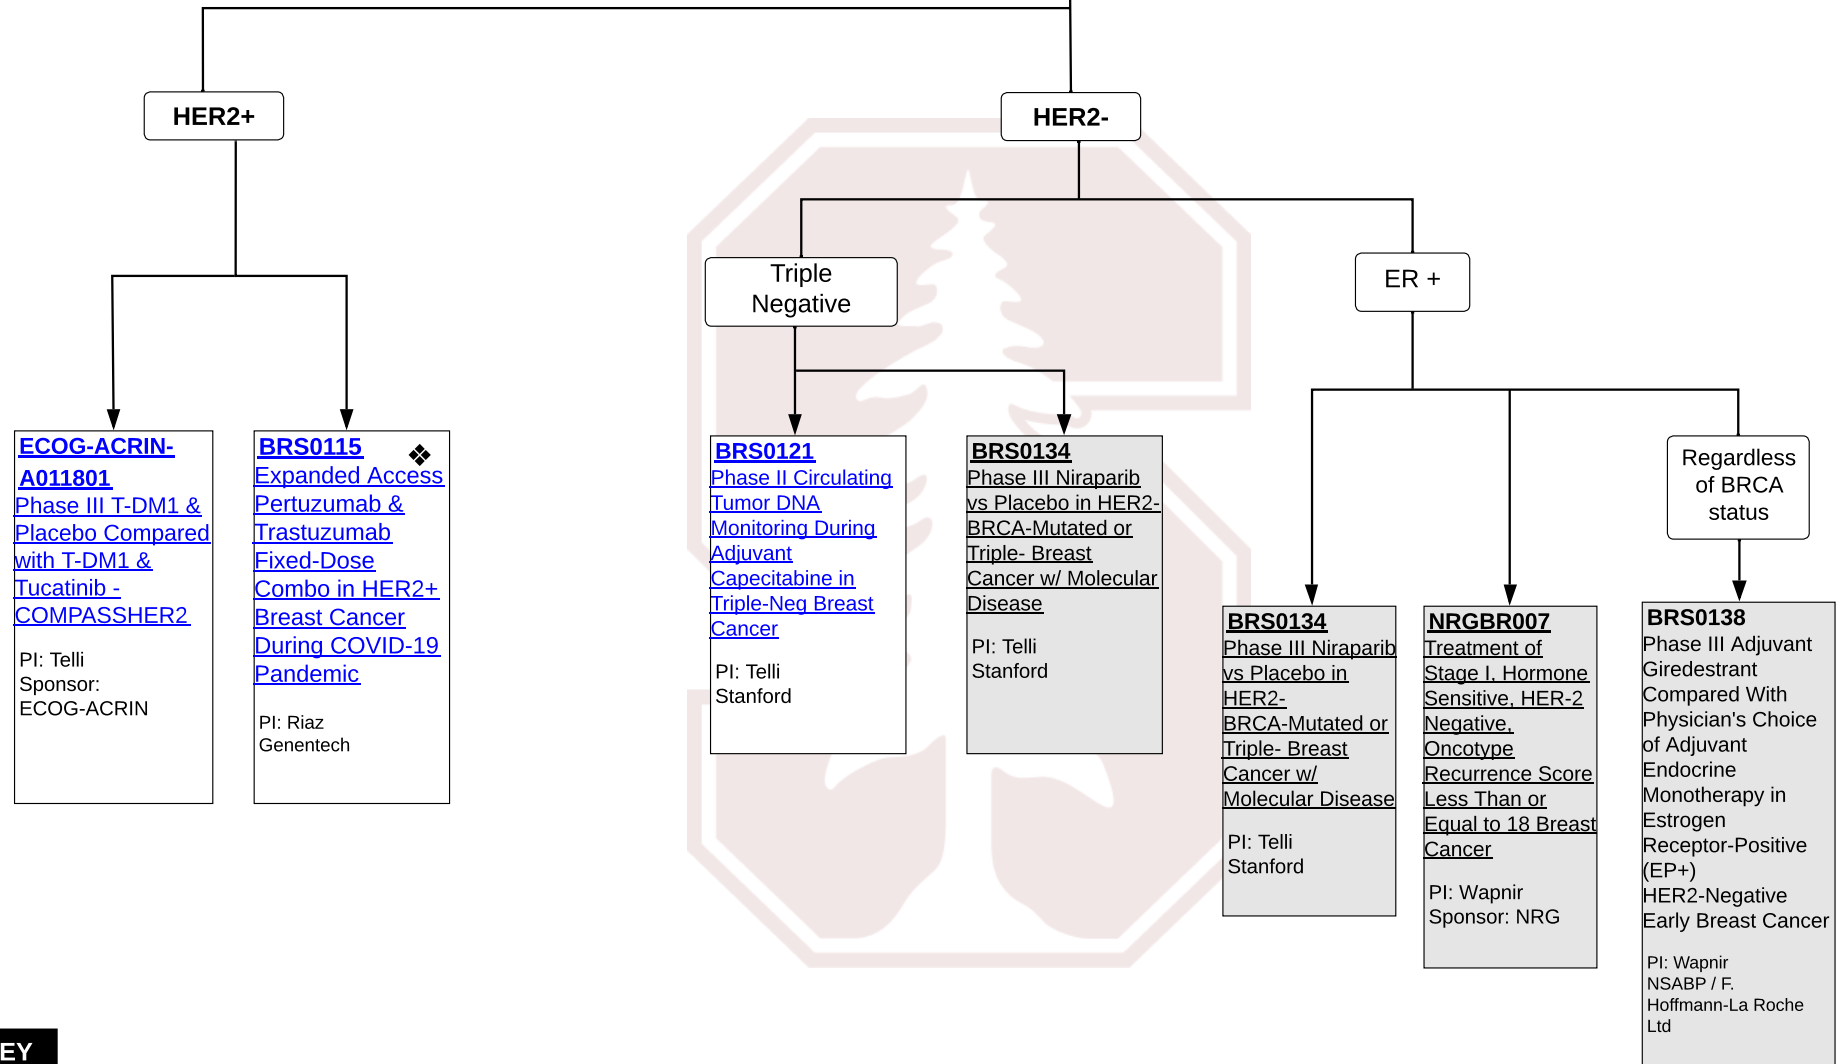 HER2+
HER2-
Triple
Negative
ER +
ECOG-ACRIN-
A011801
Phase III T-DM1 &
Placebo Compared
with T-DM1 &
Tucatinib -
COMPASSHER2
PI: Telli
Sponsor:
ECOG-ACRIN
BRS0115
Expanded Access
Pertuzumab &
Trastuzumab
Fixed-Dose
Combo in HER2+
Breast Cancer
During COVID-19
Pandemic
PI: Riaz
Genentech
BRS0121
Phase II Circulating
Tumor DNA
Monitoring During
Adjuvant
Capecitabine in
Triple-Neg Breast
Cancer
PI: Telli
Stanford
BRS0134
Phase III Niraparib
vs Placebo in HER2-
BRCA-Mutated or
Triple- Breast
Cancer w/ Molecular
Disease
PI: Telli
Stanford
BRS0134
Phase III Niraparib
vs Placebo in
HER2-
BRCA-Mutated or
Triple- Breast
Cancer w/
Molecular Disease
PI: Telli
Stanford
NRGBR007
Treatment of
Stage I, Hormone
Sensitive, HER-2
Negative,
Oncotype
Recurrence Score
Less Than or
Equal to 18 Breast
Cancer
PI: Wapnir
Sponsor: NRG
Regardless
of BRCA
status
BRS0138
Phase III Adjuvant
Giredestrant
Compared With
Physician's Choice
of Adjuvant
Endocrine
Monotherapy in
Estrogen
Receptor-Positive
(EP+)
HER2-Negative
Early Breast Cancer
PI: Wapnir
NSABP / F.
Hoffmann-La Roche
Ltd
EY